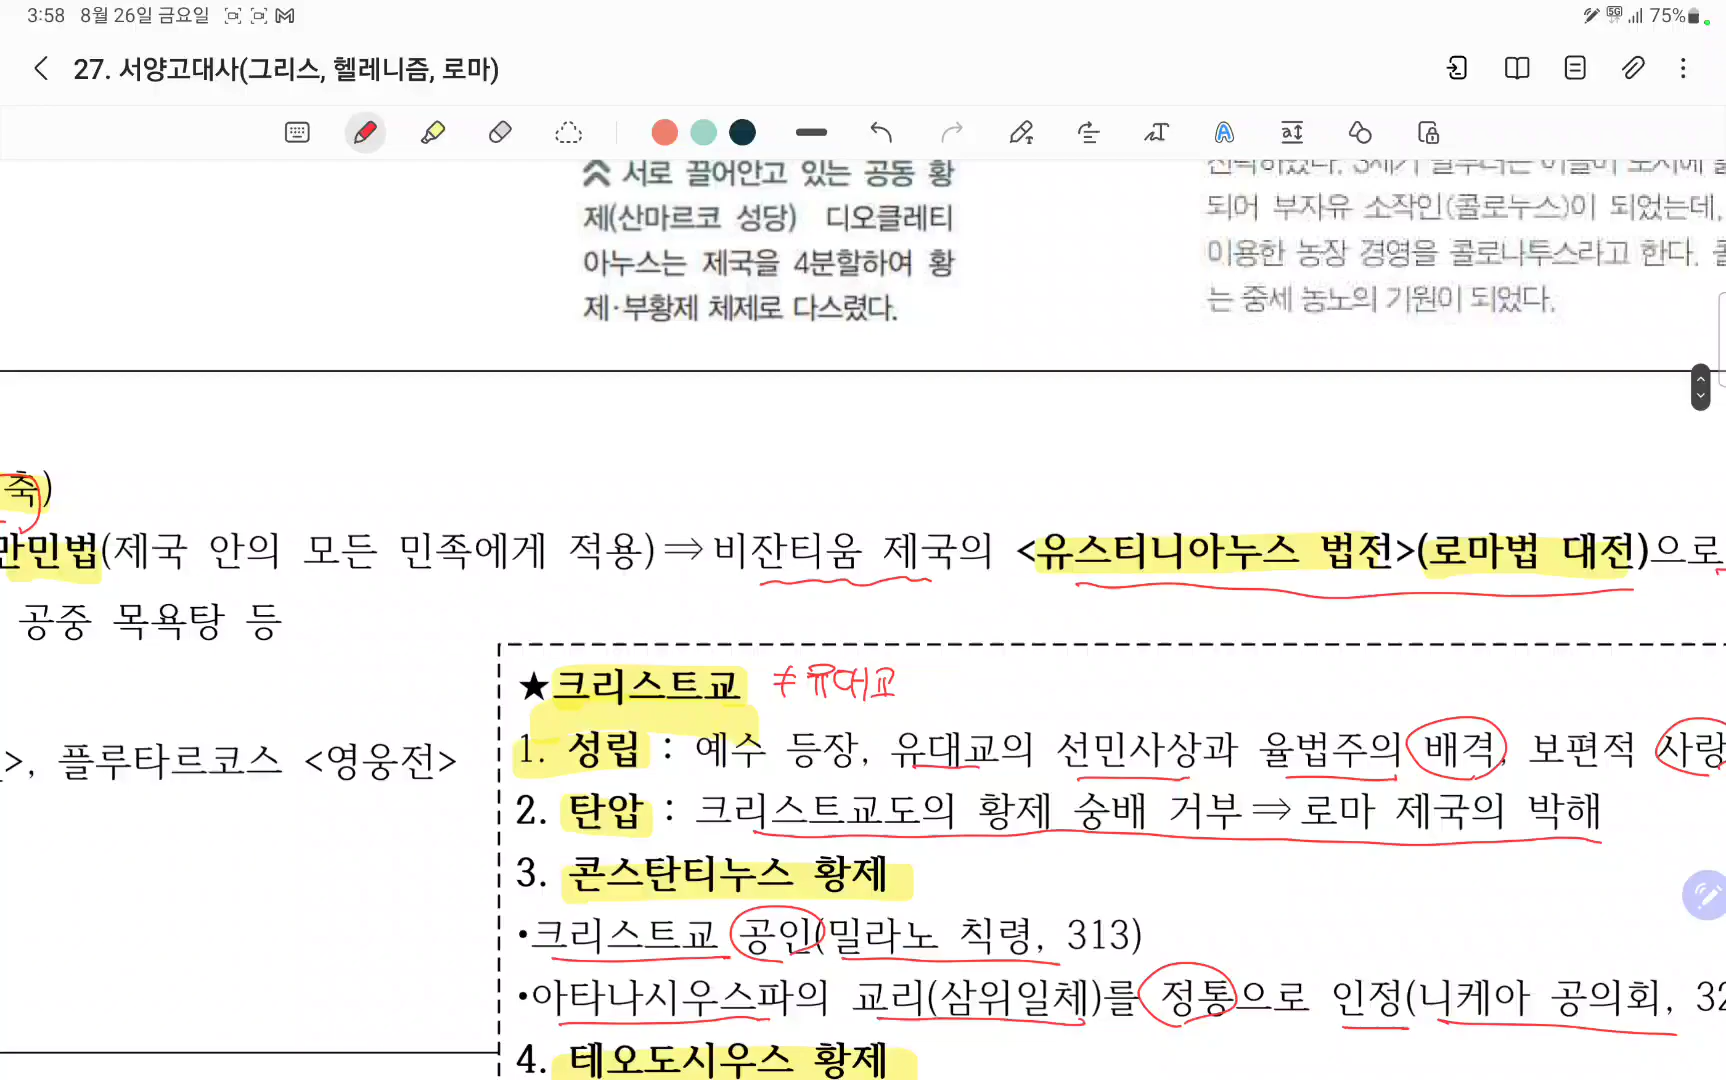 3:58 8월 26일 금요일
75%
27. 서양고대사(그리스, 헬레니즘, 로마)
서로 끌어안고 있는 공동 황
제(산마르코 성당) 디오클레티
아누스는 제국을 4분할하여 황
제·부황제 체제로 다스렸다.
되어 부자유 소작인(콜로누스)이 되었는데,
이용한 농장 경영을 콜로나투스라고 한다.
는 중세 농노의 기원이 되었다.
축)
만민법(제국 안의 모든 민족에게 적용)⇒비잔티움 제국의 <유스티니아누스 법전>(로마법 대전)으로
공중 목욕탕 등
>, 플루타르코스 <영웅전>
★크리스트교 ≠유대교
1. 성립 : 예수 등장, 유대교의 선민사상과 율법주의 배격, 보편적 사랑
2. 탄압 : 크리스트교도의 황제 숭배 거부⇒로마 제국의 박해
3. 콘스탄티누스 황제
•크리스트교 공인(밀라노 칙령, 313)
•아타나시우스파의 교리(삼위일체)를 정통으로 인정(니케아 공의회, 32
4. 테오도시우스 황제